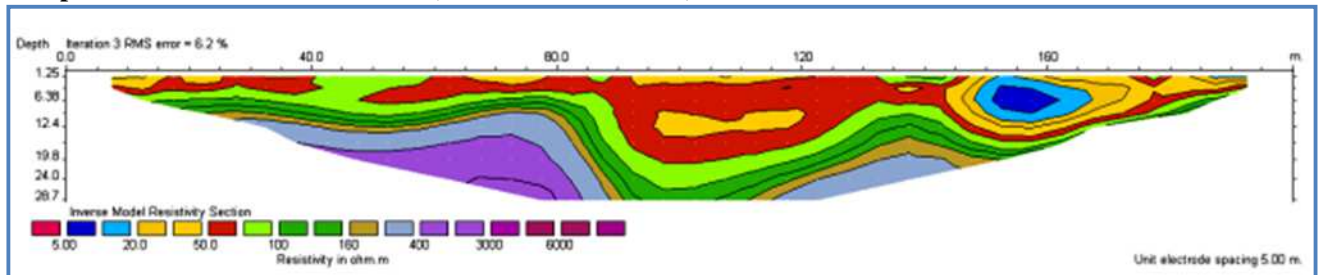 Depth Iteration 3 RMS error = 6.2 %
0.0 40.0 80.0 120 160 m.
1.25
6.38
12.4
19.8
24.0
28.7
Inverse Model Resistivity Section
5.00 20.0 50.0 100 160 400 3000 6000
Resistivity in ohm.m
Unit electrode spacing 5.00 m.